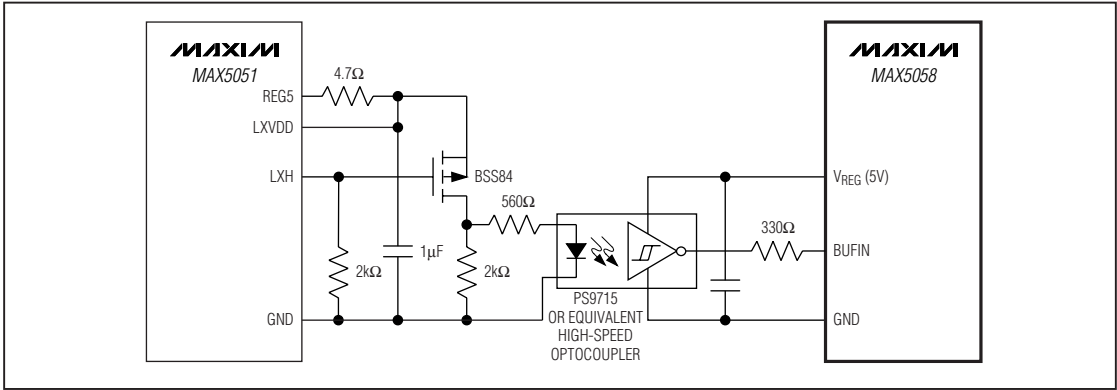 MAXIM
MAX5051
REG5
4.7Ω
LXVDD
LXH
BSS84
560Ω
2kΩ
1µF
2kΩ
GND
PS9715
OR EQUIVALENT
HIGH-SPEED
OPTOCOUPLER
MAXIM
MAX5058
VREG (5V)
330Ω
BUFIN
GND